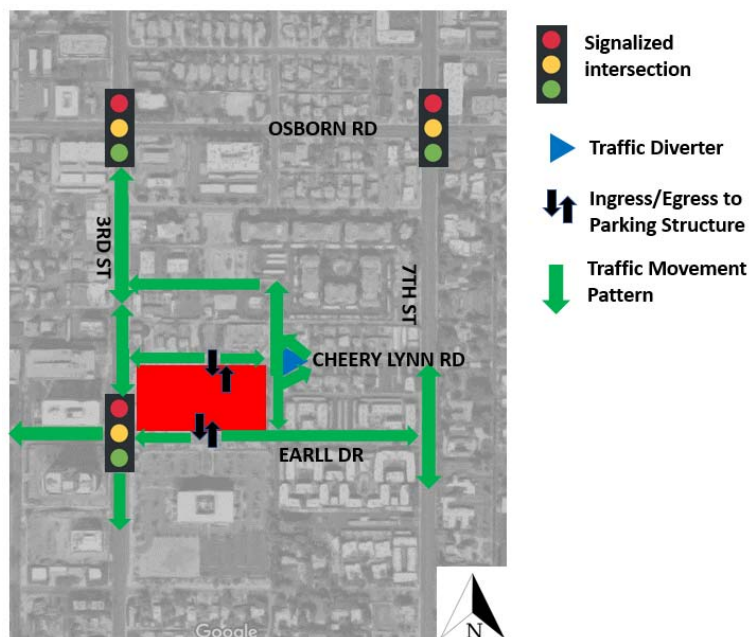 OSBORN RD
3RD ST
7TH ST
CHEERY LYNN RD
EARLL DR
Google
N
Signalized
intersection
Traffic Diverter
Ingress/Egress to
Parking Structure
Traffic Movement
Pattern